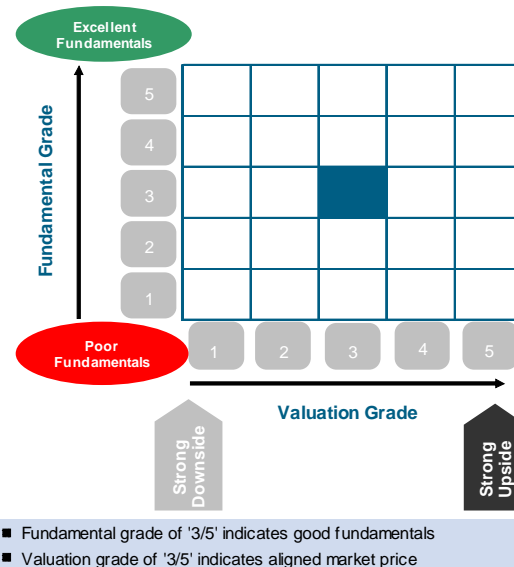 Excellent
Fundamentals
Fundamental Grade
5
4
3
2
1
Poor
Fundamentals
1 2 3 4 5
Valuation Grade
Strong
Downside
Strong
Upside
■ Fundamental grade of '3/5' indicates good fundamentals
■ Valuation grade of '3/5' indicates aligned market price